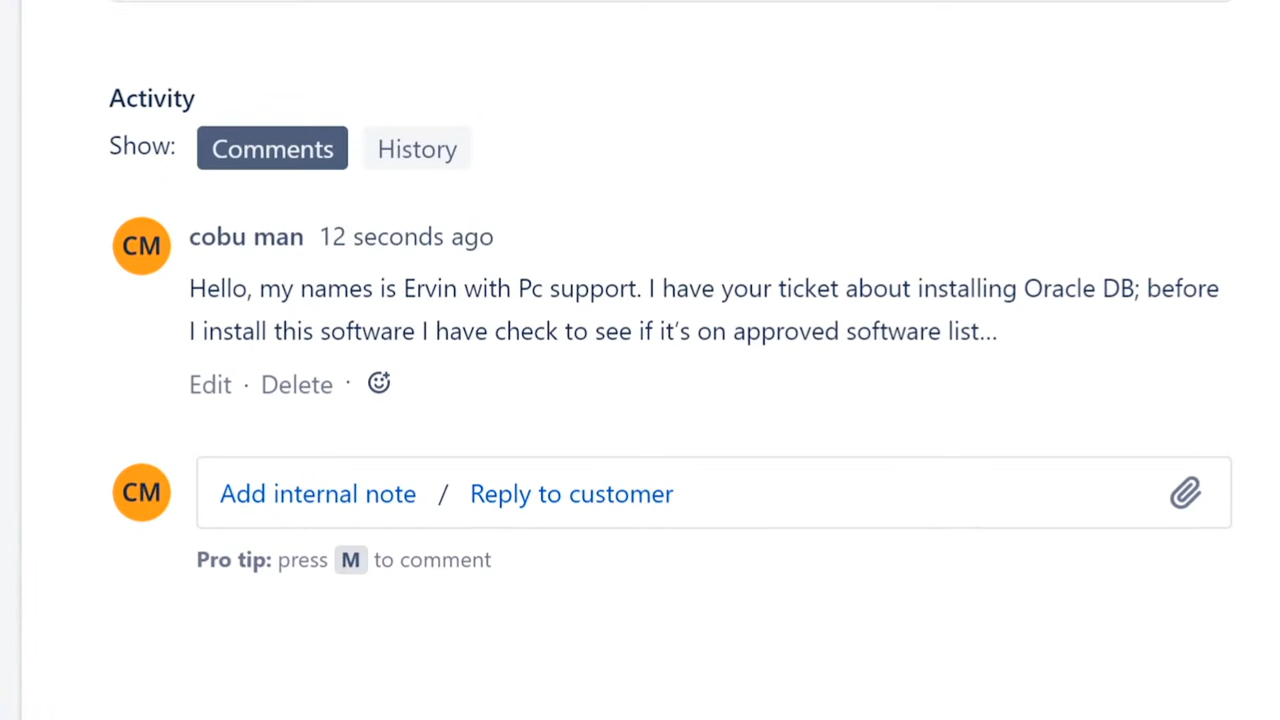 Activity
Show: Comments History
CM cobu man 12 seconds ago
Hello, my names is Ervin with Pc support. I have your ticket about installing Oracle DB; before
I install this software I have check to see if it's on approved software list...
Edit · Delete ·
CM Add internal note / Reply to customer
Pro tip: press M to comment